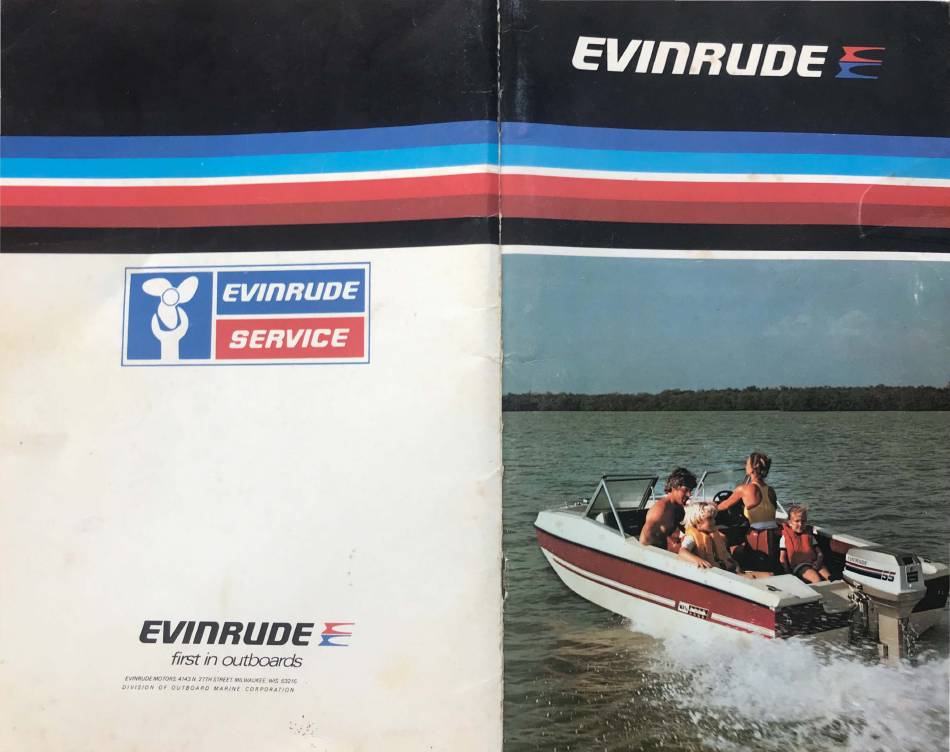 EVINRUDE
EVINRUDE
SERVICE
EVINRUDE
first in outboards
EVINRUDE MOTORS, 4143 N. 27TH STREET, MILWAUKEE, WIS. 53216
DIVISION OF OUTBOARD MARINE CORPORATION
EVINRUDE
55